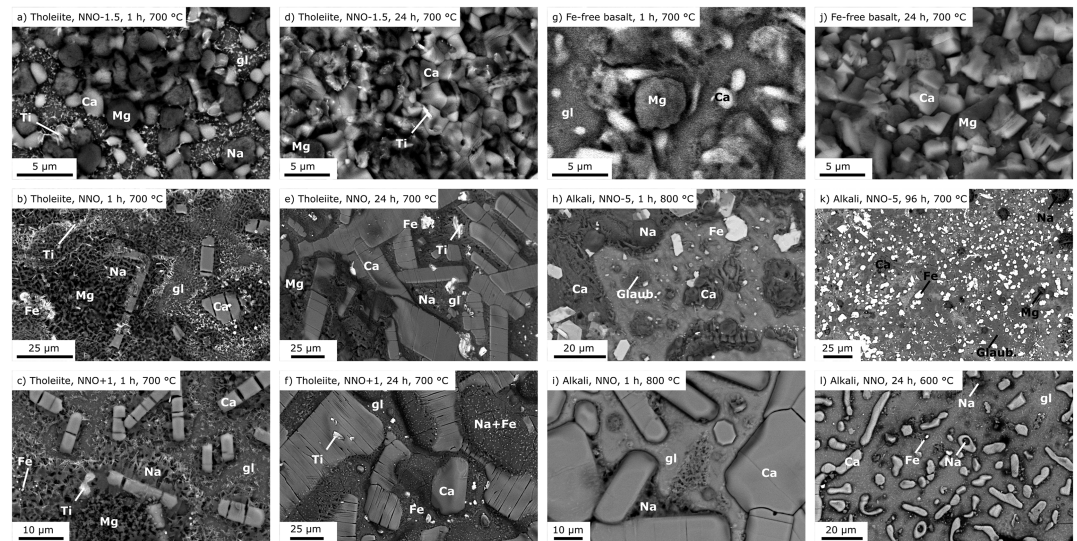 a) Tholeiite, NNO-1.5, 1 h, 700 °C
gl
Ca
Mg
Ti
Na
5 µm
d) Tholeiite, NNO-1.5, 24 h, 700 °C
Ca
Ti
Mg
5 µm
g) Fe-free basalt, 1 h, 700 °C
Mg
Ca
gl
5 µm
j) Fe-free basalt, 24 h, 700 °C
Ca
Mg
5 µm
b) Tholeiite, NNO, 1 h, 700 °C
Ti
Na
gl
Mg
Fe
Ca
25 µm
e) Tholeiite, NNO, 24 h, 700 °C
Fe
Ti
Ca
Mg
Na
gl
25 µm
h) Alkali, NNO-5, 1 h, 800 °C
Na
Fe
Glaub.
Ca
Ca
20 µm
k) Alkali, NNO-5, 96 h, 700 °C
Na
Ca
Fe
Mg
Glaub.
25 µm
c) Tholeiite, NNO+1, 1 h, 700 °C
Ca
Na
gl
Fe
Ti
Mg
10 µm
f) Tholeiite, NNO+1, 24 h, 700 °C
gl
Na+Fe
Ti
Ca
Fe
25 µm
i) Alkali, NNO, 1 h, 800 °C
gl
Ca
Na
10 µm
l) Alkali, NNO, 24 h, 600 °C
Na
gl
Ca
Fe
Na
20 µm